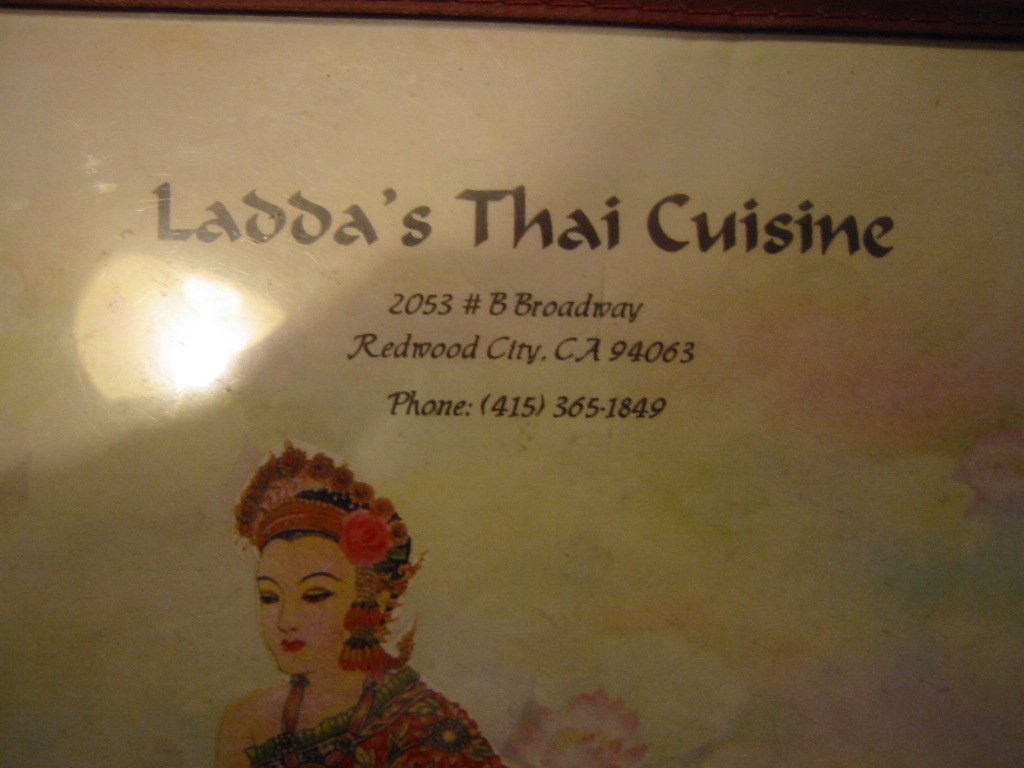 Ladda's Thai Cuisine
2053 # B Broadway
Redwood City, CA 94063
Phone: (415) 365-1849